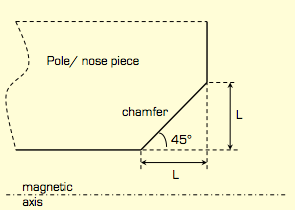 Pole/ nose piece
chamfer
45°
L
L
magnetic
axis